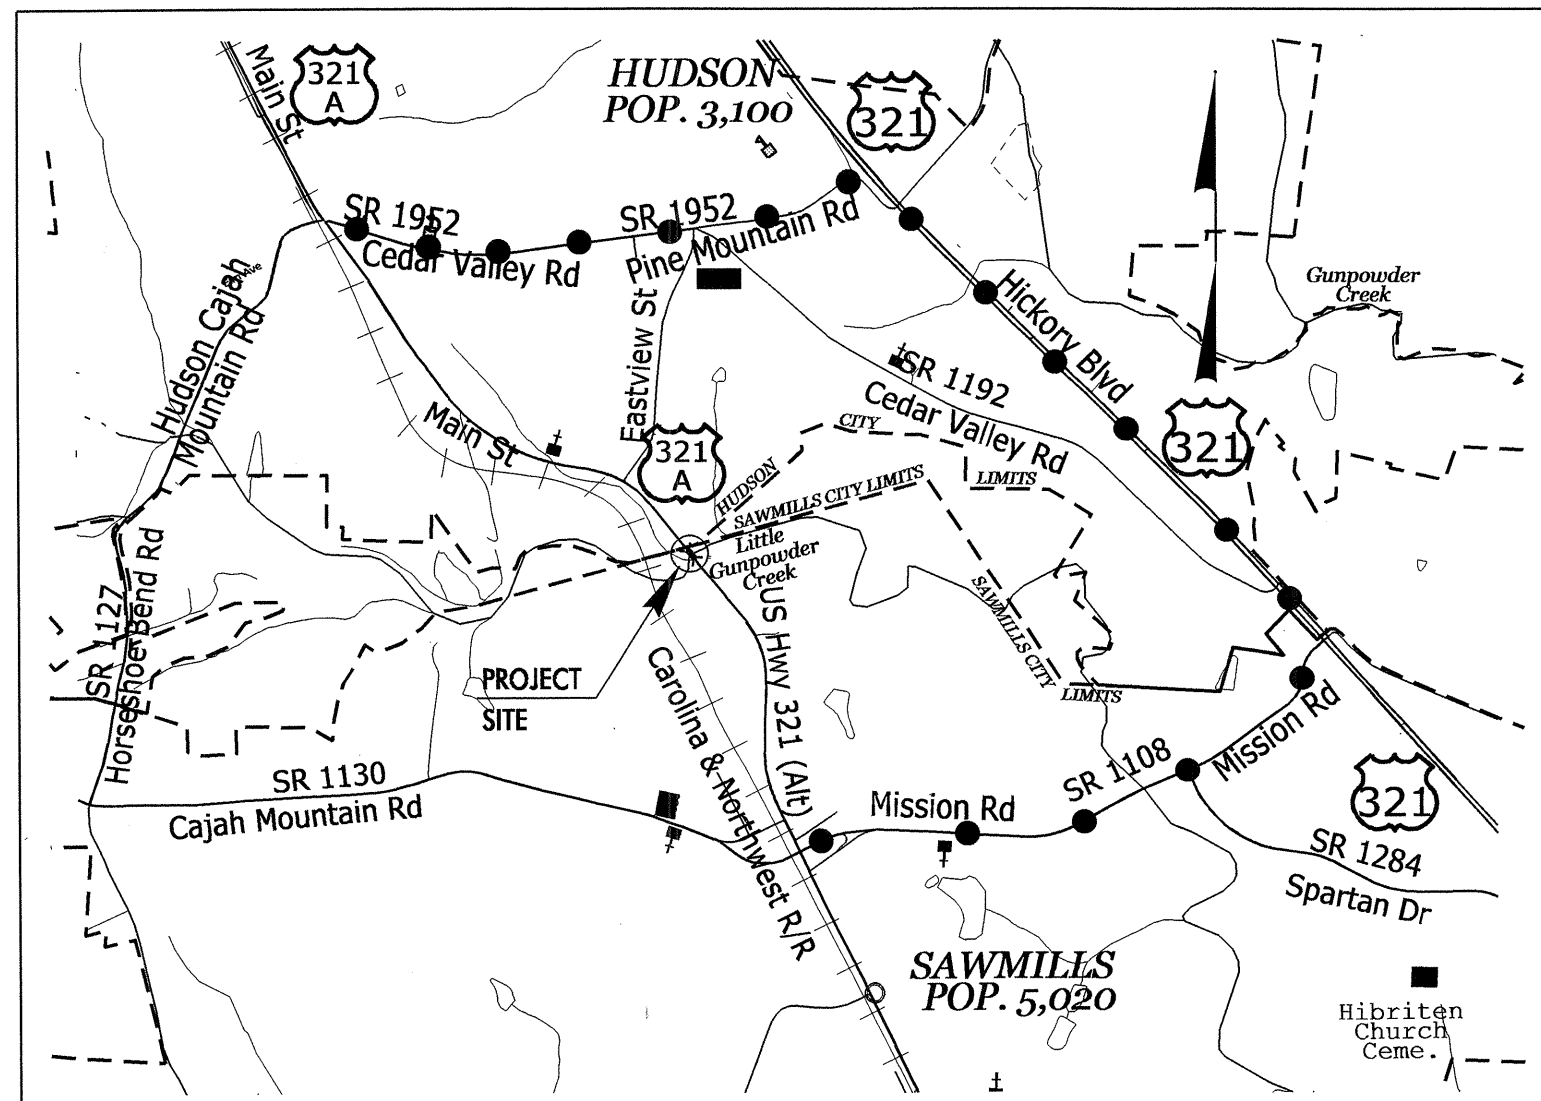 Main St
321
A
HUDSON
POP. 3,100
321
SR 1952
Cedar Valley Rd
SR 1952
Pine Mountain Rd
Hudson Cajah
Mountain Rd
Eastview St
Hickory Blvd
Gunpowder
Creek
SR 1192
Cedar Valley Rd
Main St
321
A
321
HUDSON
CITY
LIMITS
SAWMILLS CITY LIMITS
Little
Gunpowder
Creek
SAWMILLS CITY
LIMITS
SR 1127
Horseshoe Bend Rd
US Hwy 321 (Alt)
PROJECT
SITE
Carolina & Northwest R/R
SR 1130
Cajah Mountain Rd
Mission Rd
SR 1108
Mission Rd
321
SR 1284
Spartan Dr
SAWMILLS
POP. 5,020
Hibriten
Church
Ceme.